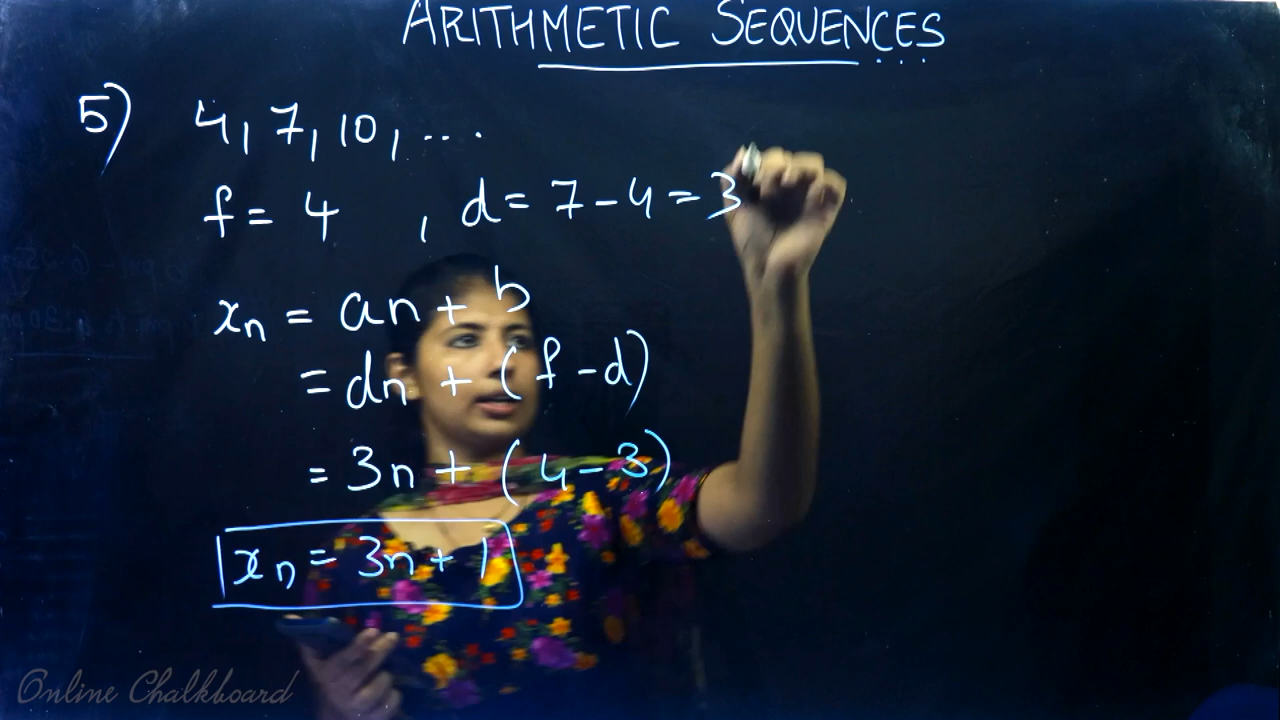 ARITHMETIC SEQUENCES
5) 4, 7, 10, ...
f = 4 , d = 7 - 4 = 3
xₙ = an + b
= dn + (f - d)
= 3n + (4 - 3)
xₙ = 3n + 1
Online Chalkboard